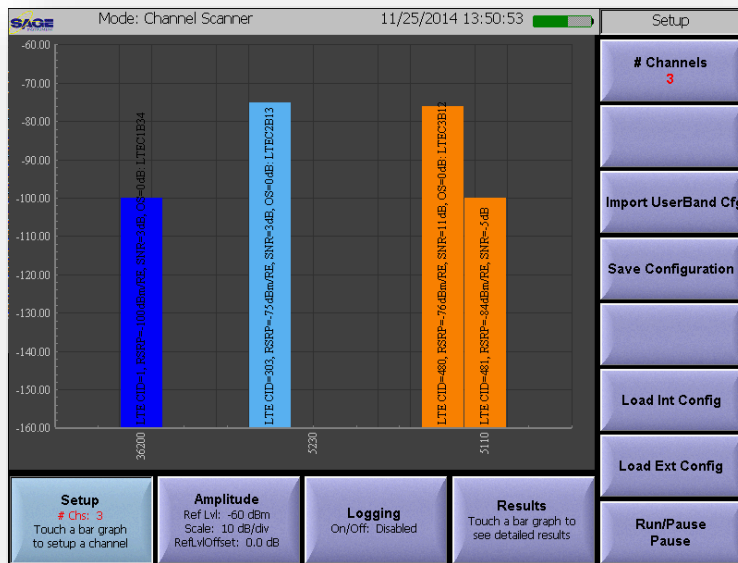 SAGE
Mode: Channel Scanner
11/25/2014 13:50:53
Setup
-60.00
-70.00
-80.00
-90.00
-100.00
-110.00
-120.00
-130.00
-140.00
-150.00
-160.00
LTE CID=1, RSRP=-100dBm/RE, SNR=3dB, OS=0dB: LTEC1B34
LTE CID=303, RSRP=-75dBm/RE, SNR=3dB, OS=0dB: LTEC2B13
LTE CID=480, RSRP=-76dBm/RE, SNR=11dB, OS=0dB: LTEC3B12
LTE CID=481, RSRP=-84dBm/RE, SNR=-5dB
36200
5230
5110
# Channels
3
Import UserBand Cfg
Save Configuration
Load Int Config
Load Ext Config
Run/Pause
Pause
Setup
# Chs: 3
Touch a bar graph
to setup a channel
Amplitude
Ref Lvl: -60 dBm
Scale: 10 dB/div
RefLvlOffset: 0.0 dB
Logging
On/Off: Disabled
Results
Touch a bar graph to
see detailed results